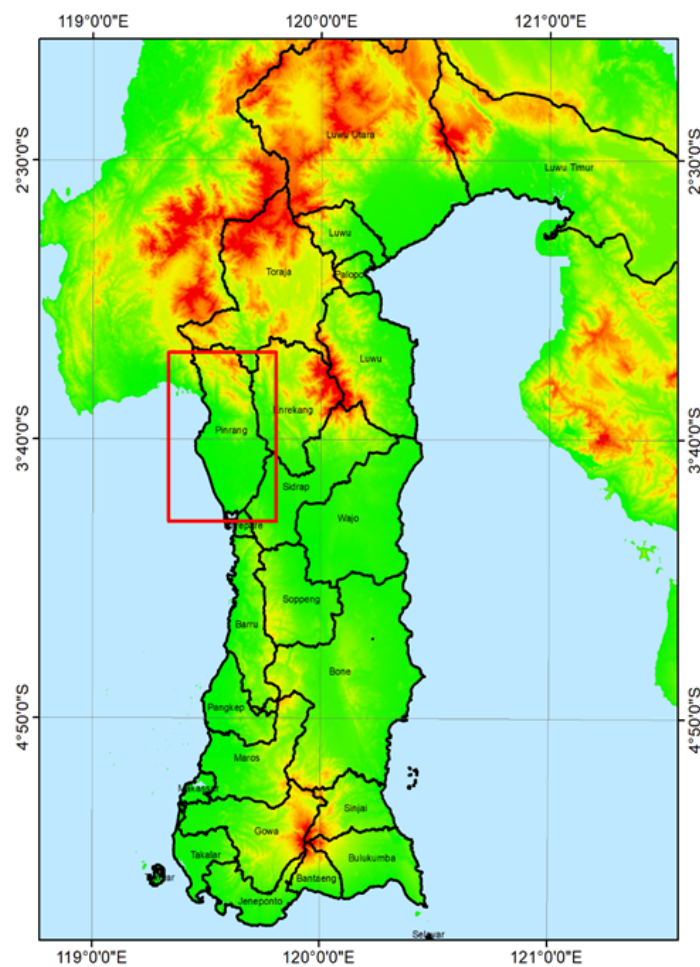 119°0'0"E
120°0'0"E
121°0'0"E
Luwu Utara
2°30'0"S
2°30'0"S
Luwu Timur
Luwu
Toraja
Palopo
Luwu
Enrekang
Pinrang
3°40'0"S
3°40'0"S
Sidrap
Wajo
Soppeng
Barru
Bone
Pangkep
4°50'0"S
4°50'0"S
Maros
Makassar
Sinjai
Gowa
Takalar
Bulukumba
Bantaeng
Jeneponto
Selayar
119°0'0"E
120°0'0"E
121°0'0"E